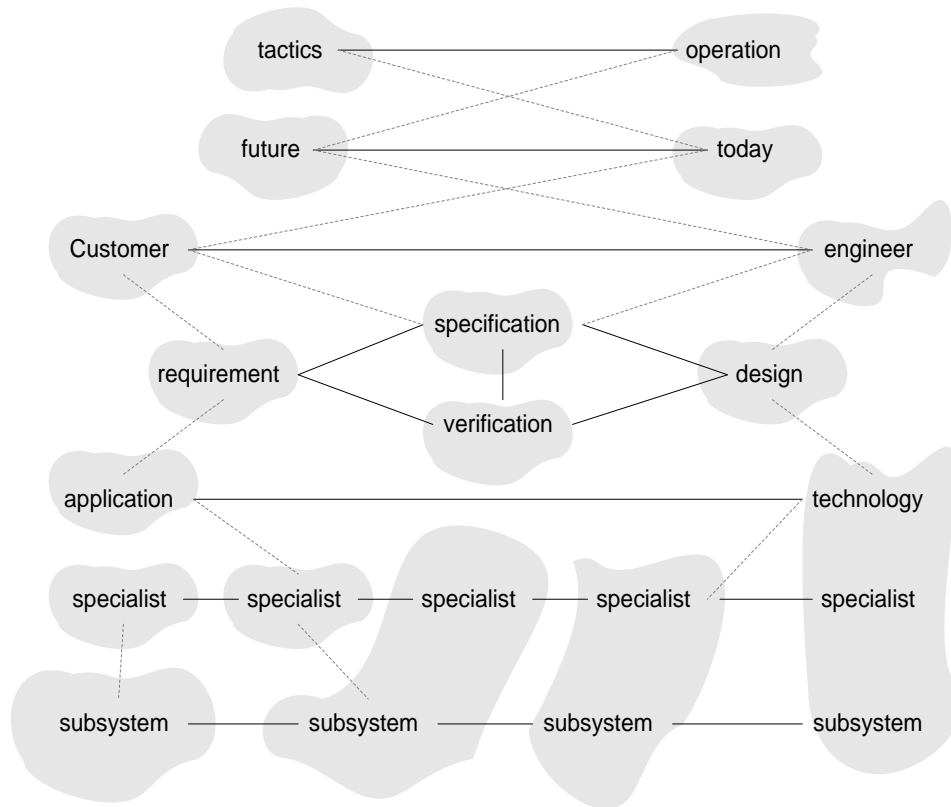 tactics operation
future today
Customer engineer
specification
requirement design
verification
application technology
specialist specialist specialist specialist specialist
subsystem subsystem subsystem subsystem